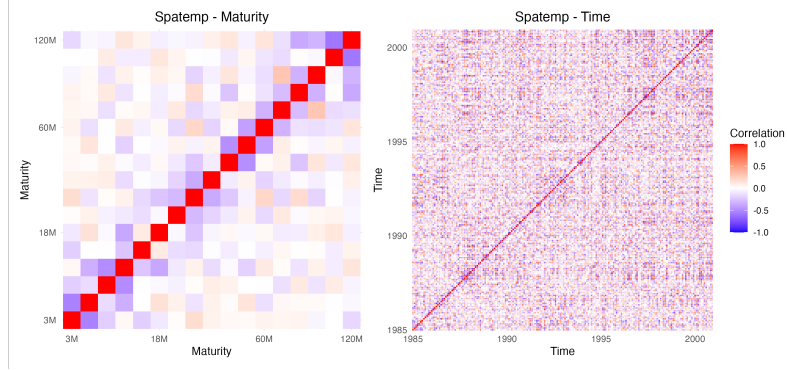 Spatemp - Maturity
120M
60M
18M
3M
Maturity
3M
18M
60M
120M
Maturity
Spatemp - Time
2000
1995
1990
1985
Time
1985
1990
1995
2000
Time
Correlation
1.0
0.5
0.0
-0.5
-1.0